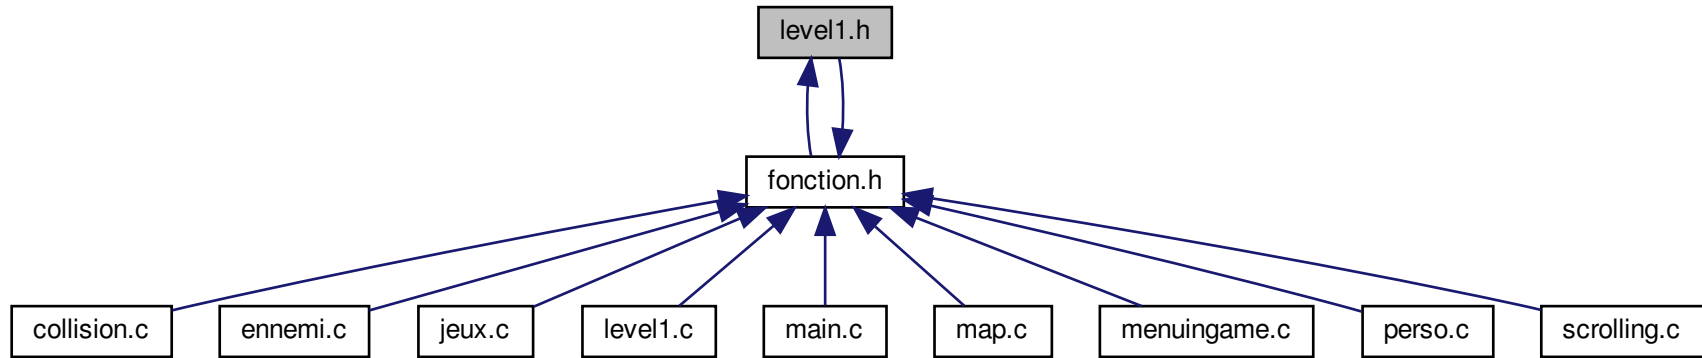 level1.h
fonction.h
collision.c
ennemi.c
jeux.c
level1.c
main.c
map.c
menuingame.c
perso.c
scrolling.c